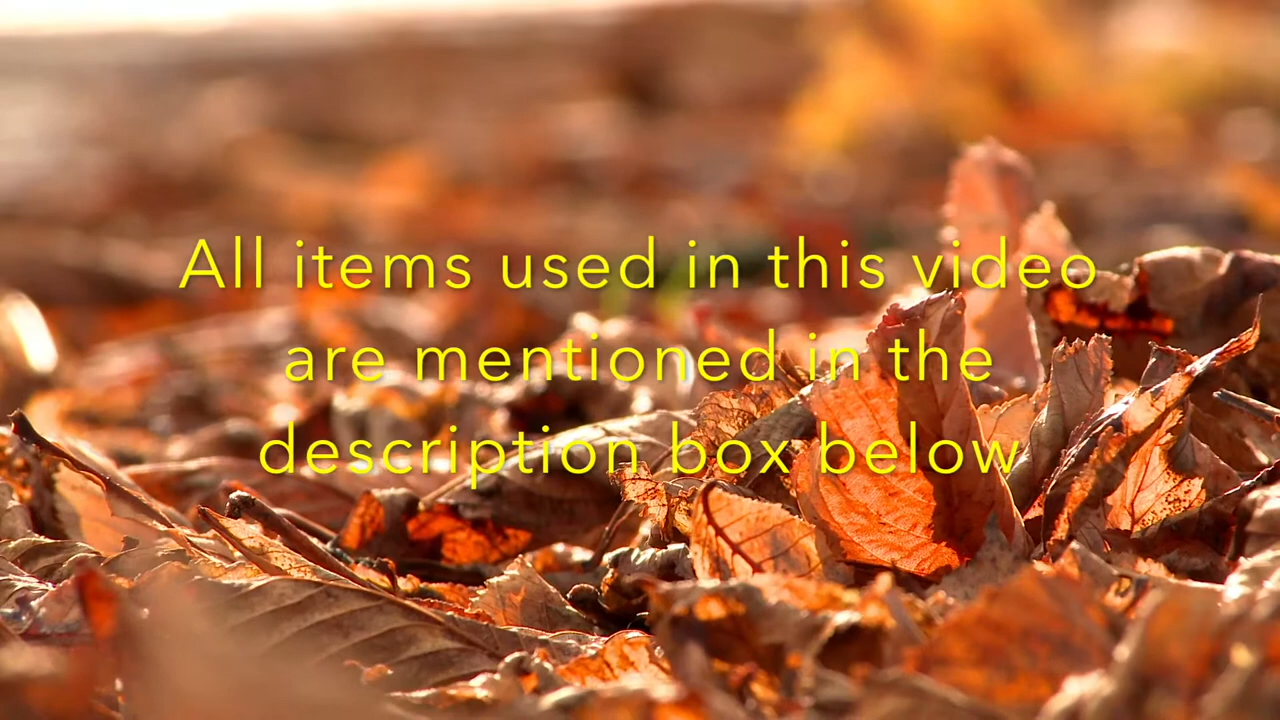 All items used in this video
are mentioned in the
description box below